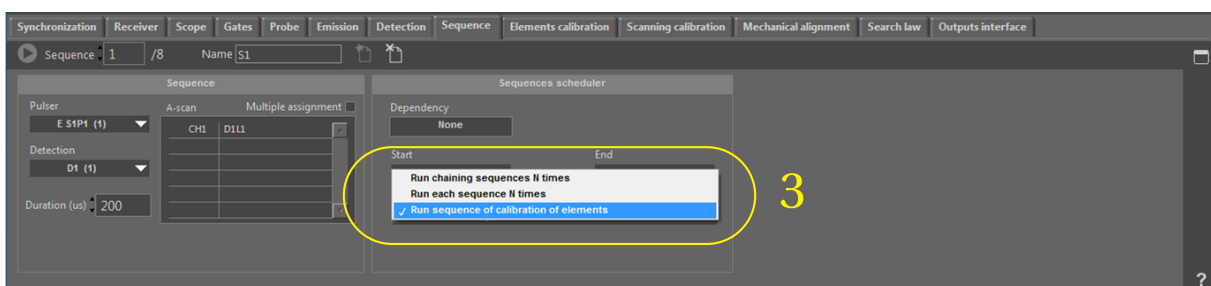 Synchronization Receiver Scope Gates Probe Emission Detection Sequence Elements calibration Scanning calibration Mechanical alignment Search law Outputs interface
Sequence 1 /8 Name S1
Sequence
Pulser
E S1P1 (1)
Detection
D1 (1)
Duration (us) 200
A-scan Multiple assignment
CH1 D1L1
Sequences scheduler
Dependency
None
Start End
Run chaining sequences N times
Run each sequence N times
✓ Run sequence of calibration of elements
3
?